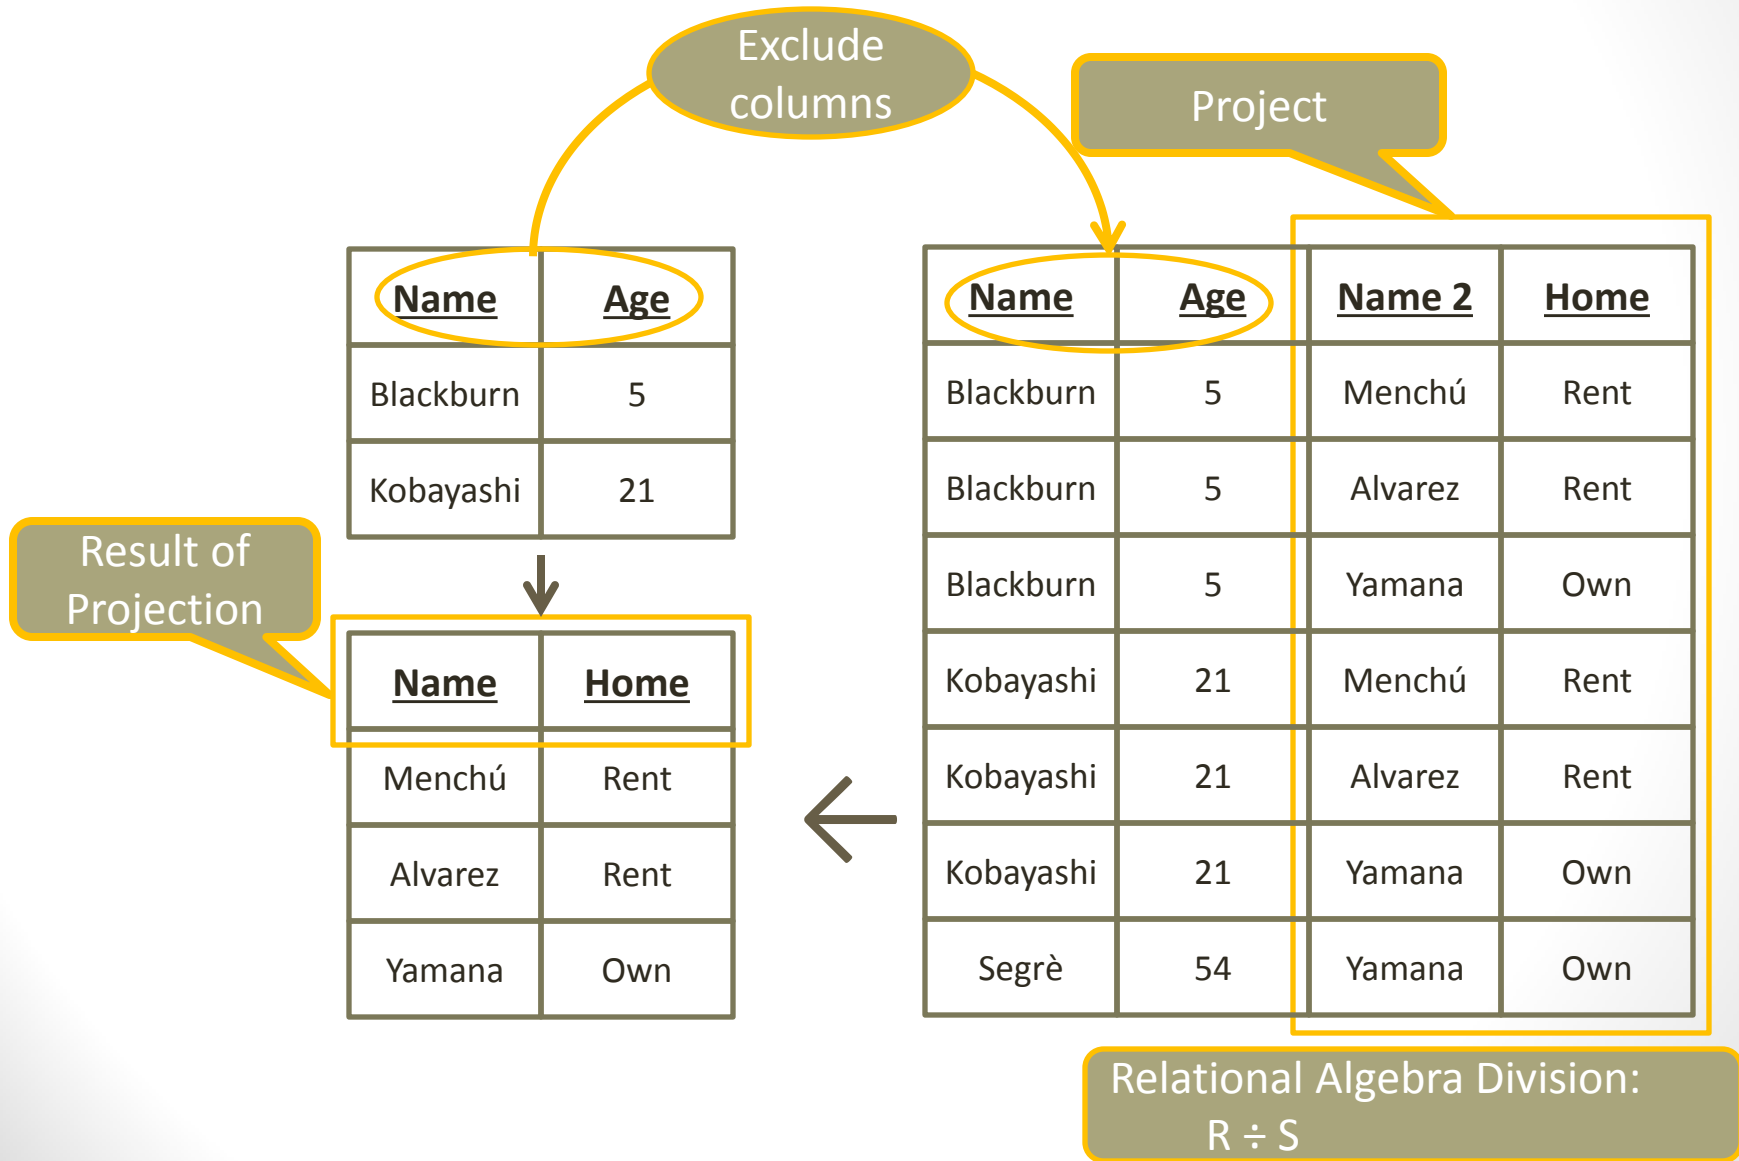 Exclude
columns
Project
Name Age
Blackburn 5
Kobayashi 21
Result of
Projection
Name Home
Menchú Rent
Alvarez Rent
Yamana Own
Name Age Name 2 Home
Blackburn 5 Menchú Rent
Blackburn 5 Alvarez Rent
Blackburn 5 Yamana Own
Kobayashi 21 Menchú Rent
Kobayashi 21 Alvarez Rent
Kobayashi 21 Yamana Own
Segrè 54 Yamana Own
Relational Algebra Division:
R ÷ S